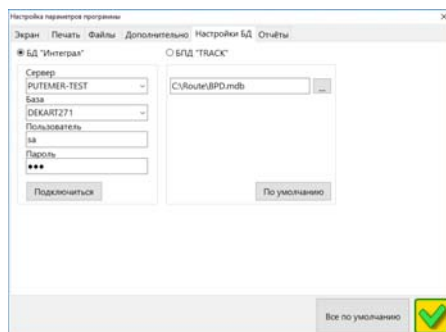 Настройка параметров программы
Экран Печать Файлы Дополнительно Настройки БД Отчёты
БД "Интеграл"
БПД "TRACK"
Сервер
PUTEMER-TEST
База
DEKART271
Пользователь
sa
Пароль
●●●
Подключиться
C:\Route\BPD.mdb
...
По умолчанию
Все по умолчанию